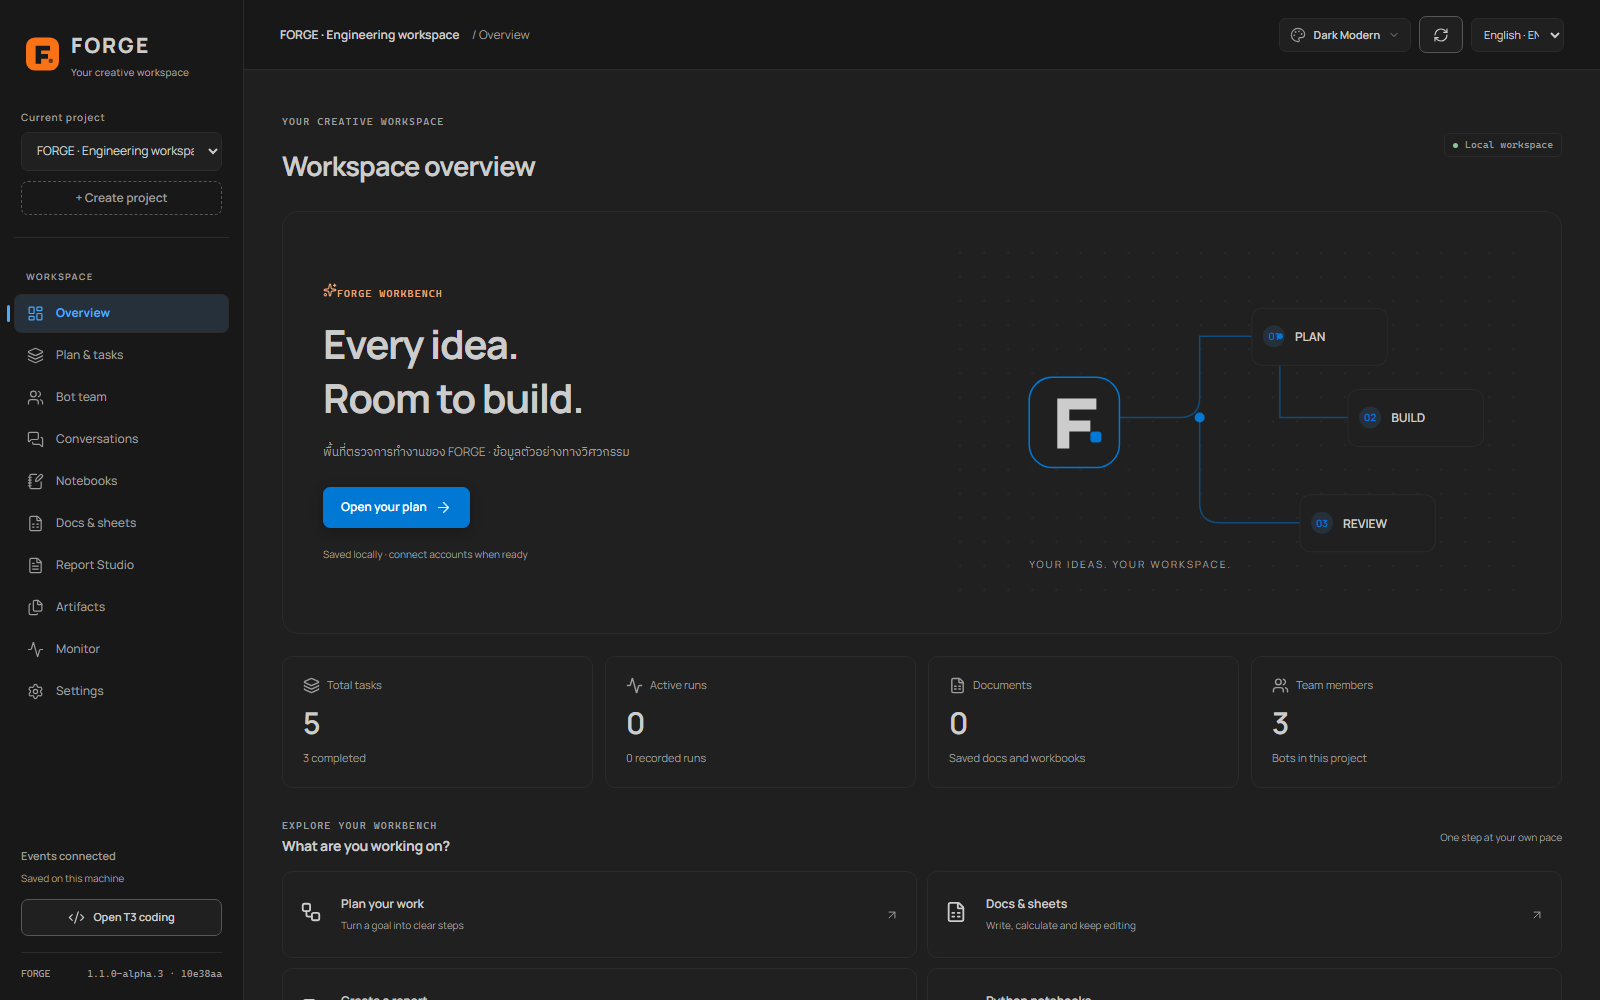 FORGE
Your creative workspace
Current project
FORGE · Engineering workspa
+ Create project
WORKSPACE
Overview
Plan & tasks
Bot team
Conversations
Notebooks
Docs & sheets
Report Studio
Artifacts
Monitor
Settings
Events connected
Saved on this machine
Open T3 coding
FORGE 1.1.0-alpha.3 · 10e38aa
FORGE · Engineering workspace / Overview
Dark Modern
English · EN
YOUR CREATIVE WORKSPACE
Workspace overview
Local workspace
FORGE WORKBENCH
Every idea.
Room to build.
พื้นที่ตรวจการทำงานของ FORGE · ข้อมูลตัวอย่างทางวิศวกรรม
Open your plan
Saved locally · connect accounts when ready
F
01 PLAN
02 BUILD
03 REVIEW
YOUR IDEAS. YOUR WORKSPACE.
Total tasks
5
3 completed
Active runs
0
0 recorded runs
Documents
0
Saved docs and workbooks
Team members
3
Bots in this project
EXPLORE YOUR WORKBENCH
What are you working on?
One step at your own pace
Plan your work
Turn a goal into clear steps
Docs & sheets
Write, calculate and keep editing
Create a report
Python notebooks